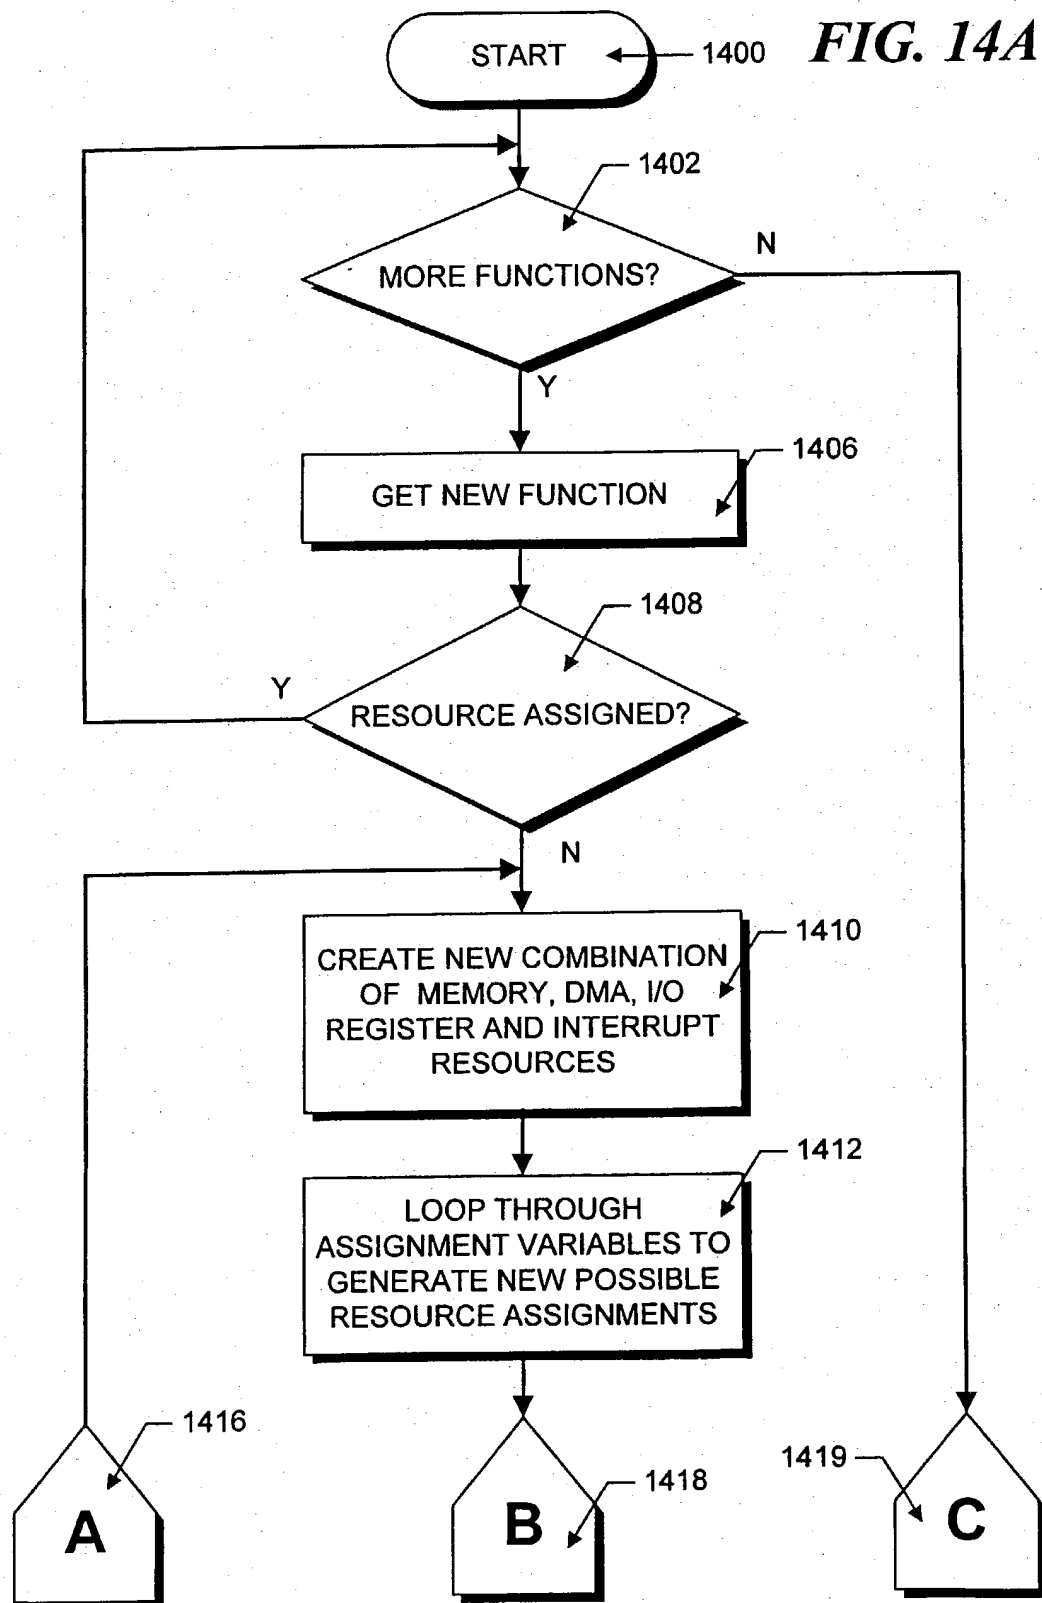 START
1400
FIG. 14A
1402
N
MORE FUNCTIONS?
Y
1406
GET NEW FUNCTION
1408
Y
RESOURCE ASSIGNED?
N
1410
CREATE NEW COMBINATION
OF MEMORY, DMA, I/O
REGISTER AND INTERRUPT
RESOURCES
1412
LOOP THROUGH
ASSIGNMENT VARIABLES TO
GENERATE NEW POSSIBLE
RESOURCE ASSIGNMENTS
1416
A
1418
B
1419
C